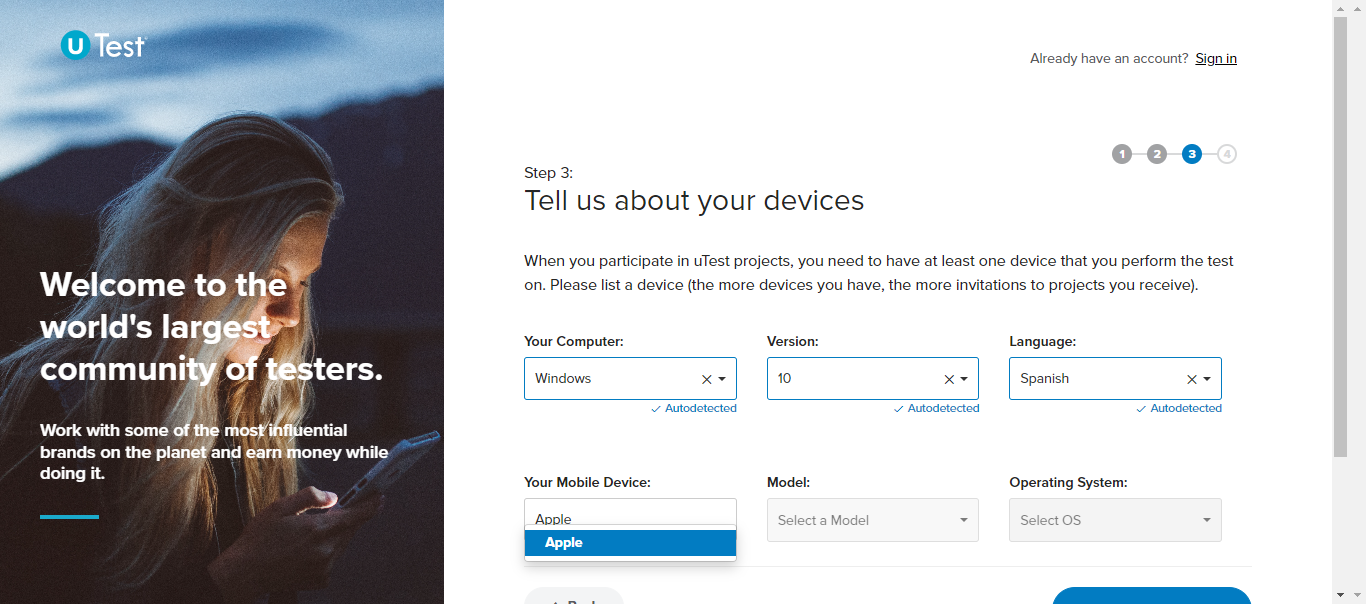 uTest
Already have an account? Sign in
1 2 3 4
Step 3:
Tell us about your devices
When you participate in uTest projects, you need to have at least one device that you perform the test
on. Please list a device (the more devices you have, the more invitations to projects you receive).
Welcome to the
world's largest
community of testers.
Work with some of the most influential
brands on the planet and earn money while
doing it.
Your Computer: Version: Language:
Windows 10 Spanish
Autodetected Autodetected Autodetected
Your Mobile Device: Model: Operating System:
Apple Select a Model Select OS
Apple